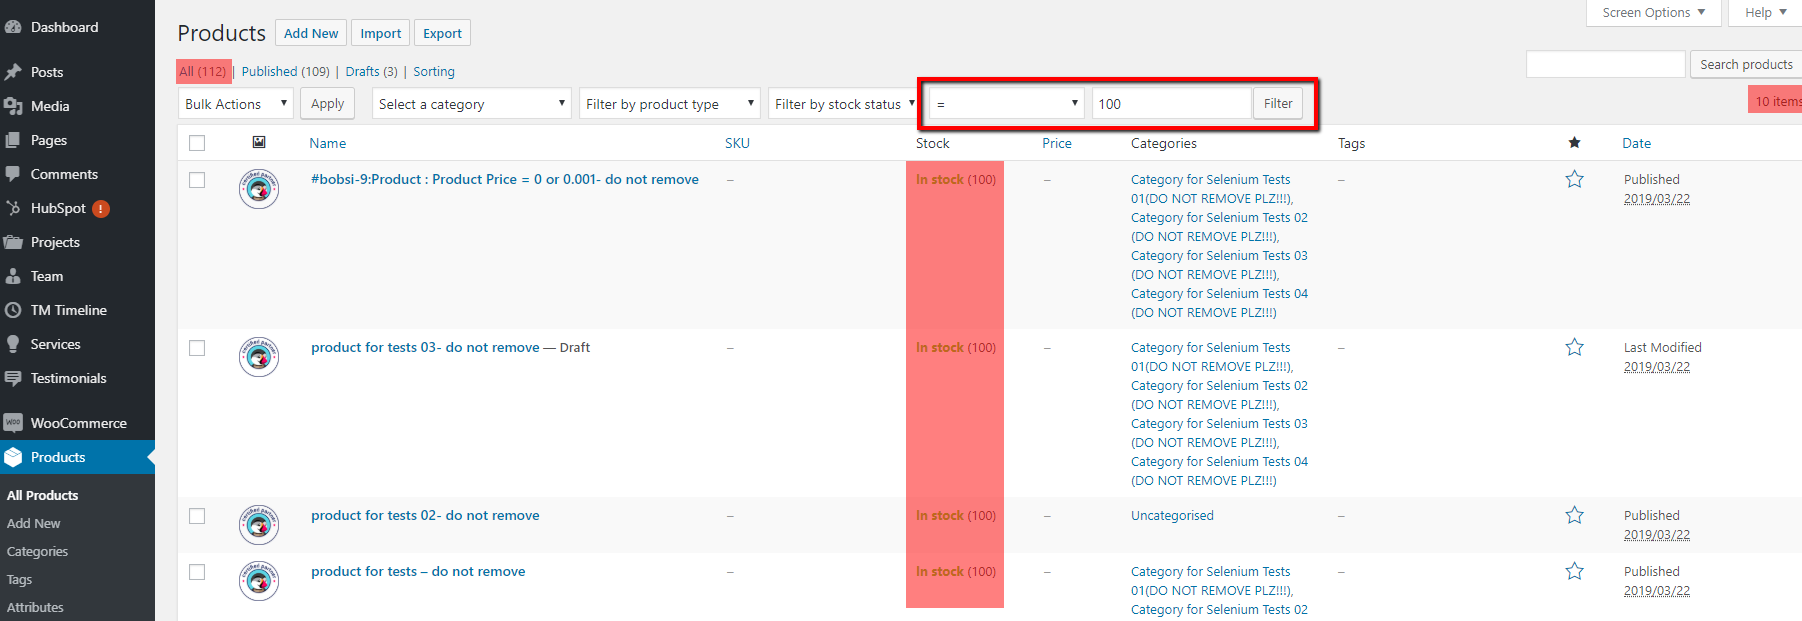 Dashboard
Posts
Media
Pages
Comments
HubSpot !
Projects
Team
TM Timeline
Services
Testimonials
WOO WooCommerce
Products
All Products
Add New
Categories
Tags
Attributes
Screen Options ▼
Help ▼
Products Add New Import Export
All (112) | Published (109) | Drafts (3) | Sorting
Search products
Bulk Actions ▼ Apply Select a category ▼ Filter by product type ▼ Filter by stock status ▼ = ▼ 100 Filter
10 items
Name SKU Stock Price Categories Tags ★ Date
#bobsi-9:Product : Product Price = 0 or 0.001- do not remove – In stock (100) – Category for Selenium Tests – Published
01(DO NOT REMOVE PLZ!!!), 2019/03/22
Category for Selenium Tests 02
(DO NOT REMOVE PLZ!!!),
Category for Selenium Tests 03
(DO NOT REMOVE PLZ!!!),
Category for Selenium Tests 04
(DO NOT REMOVE PLZ!!!)
product for tests 03- do not remove — Draft – In stock (100) – Category for Selenium Tests – Last Modified
01(DO NOT REMOVE PLZ!!!), 2019/03/22
Category for Selenium Tests 02
(DO NOT REMOVE PLZ!!!),
Category for Selenium Tests 03
(DO NOT REMOVE PLZ!!!),
Category for Selenium Tests 04
(DO NOT REMOVE PLZ!!!)
product for tests 02- do not remove – In stock (100) – Uncategorised – Published
2019/03/22
product for tests – do not remove – In stock (100) – Category for Selenium Tests – Published
01(DO NOT REMOVE PLZ!!!), 2019/03/22
Category for Selenium Tests 02